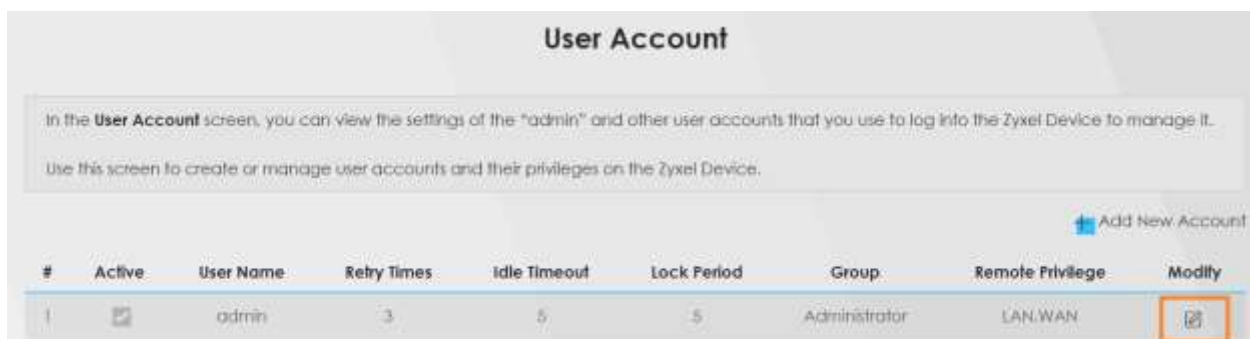 User Account
In the User Account screen, you can view the settings of the "admin" and other user accounts that you use to log into the Zyxel Device to manage it.
Use this screen to create or manage user accounts and their privileges on the Zyxel Device.
Add New Account
# Active User Name Retry Times Idle Timeout Lock Period Group Remote Privilege Modify
1 admin 3 5 5 Administrator LAN,WAN